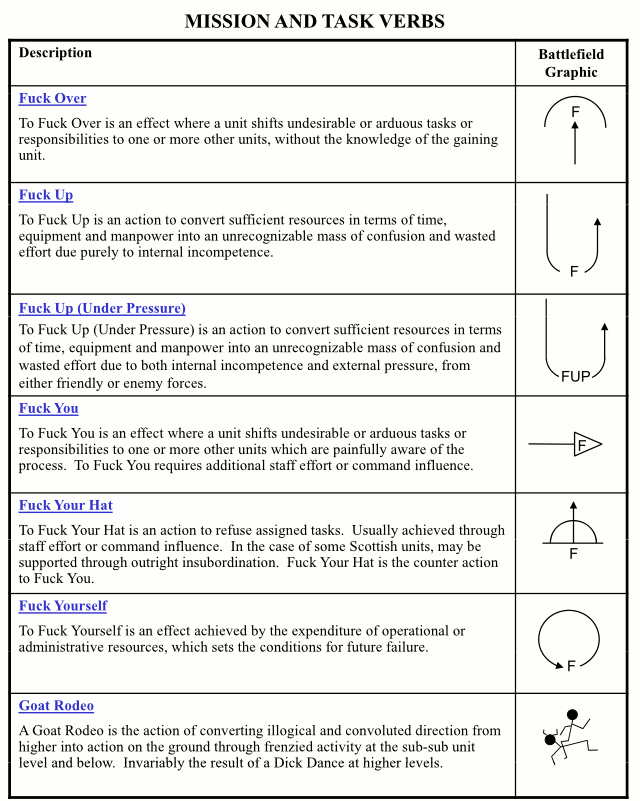 MISSION AND TASK VERBS
Description
Battlefield
Graphic
Fuck Over
To Fuck Over is an effect where a unit shifts undesirable or arduous tasks or
responsibilities to one or more other units, without the knowledge of the gaining
unit.
F
Fuck Up
To Fuck Up is an action to convert sufficient resources in terms of time,
equipment and manpower into an unrecognizable mass of confusion and wasted
effort due purely to internal incompetence.
F
Fuck Up (Under Pressure)
To Fuck Up (Under Pressure) is an action to convert sufficient resources in terms
of time, equipment and manpower into an unrecognizable mass of confusion and
wasted effort due to both internal incompetence and external pressure, from
either friendly or enemy forces.
FUP
Fuck You
To Fuck You is an effect where a unit shifts undesirable or arduous tasks or
responsibilities to one or more other units which are painfully aware of the
process.  To Fuck You requires additional staff effort or command influence.
F
Fuck Your Hat
To Fuck Your Hat is an action to refuse assigned tasks.  Usually achieved through
staff effort or command influence.  In the case of some Scottish units, may be
supported through outright insubordination.  Fuck Your Hat is the counter action
to Fuck You.
F
Fuck Yourself
To Fuck Yourself is an effect achieved by the expenditure of operational or
administrative resources, which sets the conditions for future failure.
F
Goat Rodeo
A Goat Rodeo is the action of converting illogical and convoluted direction from
higher into action on the ground through frenzied activity at the sub-sub unit
level and below.  Invariably the result of a Dick Dance at higher levels.